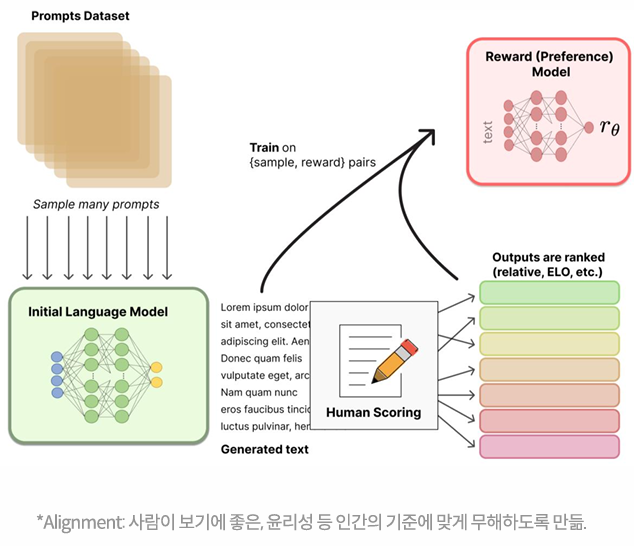 Prompts Dataset
Sample many prompts
Initial Language Model
Train on
{sample, reward} pairs
Reward (Preference)
Model
text
rθ
Lorem ipsum dolor
sit amet, consectet
adipiscing elit. Aen
Donec quam felis
vulputate eget, arc
Nam quam nunc
eros faucibus tincid
luctus pulvinar, her
Generated text
Human Scoring
Outputs are ranked
(relative, ELO, etc.)
*Alignment: 사람이 보기에 좋은, 윤리성 등 인간의 기준에 맞게 무해하도록 만듦.